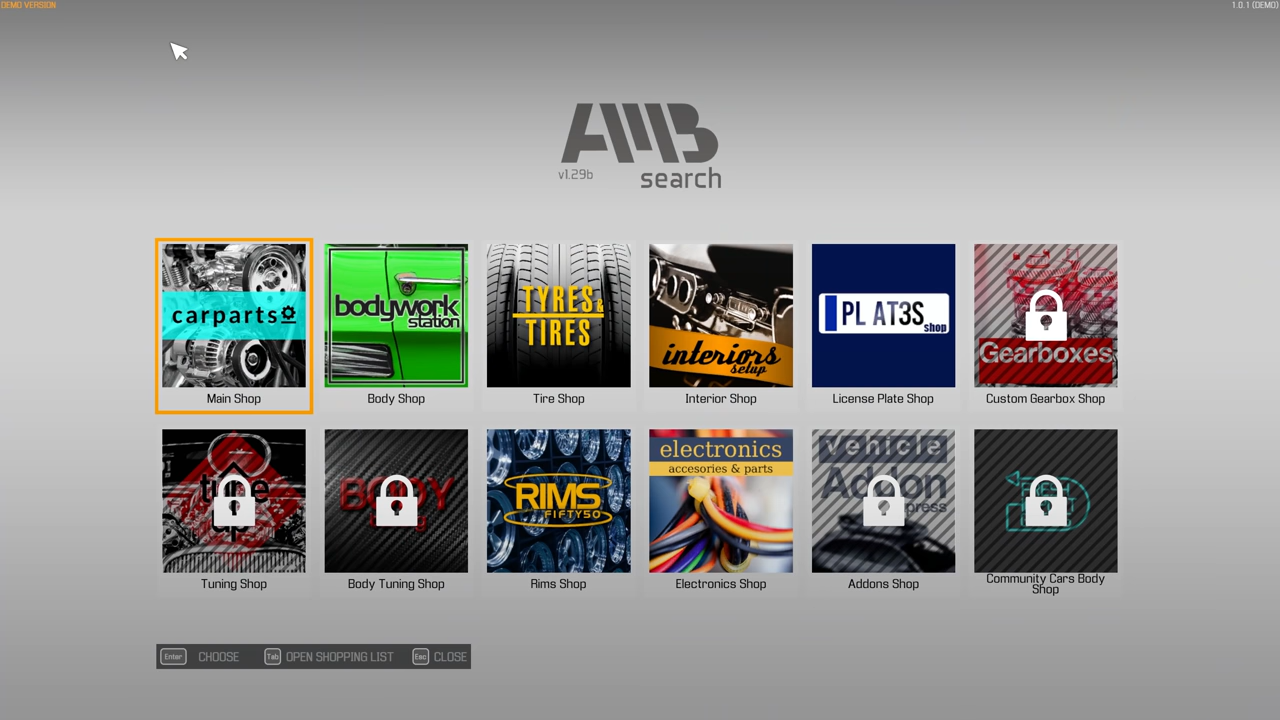 DEMO VERSION
1.0.1 (DEMO)
AMB
v1.29b
search
carparts
bodywork
station
TYRES&
TIRES
interiors
setup
PL AT3S
shop
Gearboxes
Main Shop
Body Shop
Tire Shop
Interior Shop
License Plate Shop
Custom Gearbox Shop
BODY
RIMS
FIFTY50
electronics
accesories & parts
vehicle
Addon
Tuning Shop
Body Tuning Shop
Rims Shop
Electronics Shop
Addons Shop
Community Cars Body
Shop
Enter CHOOSE Tab OPEN SHOPPING LIST Esc CLOSE